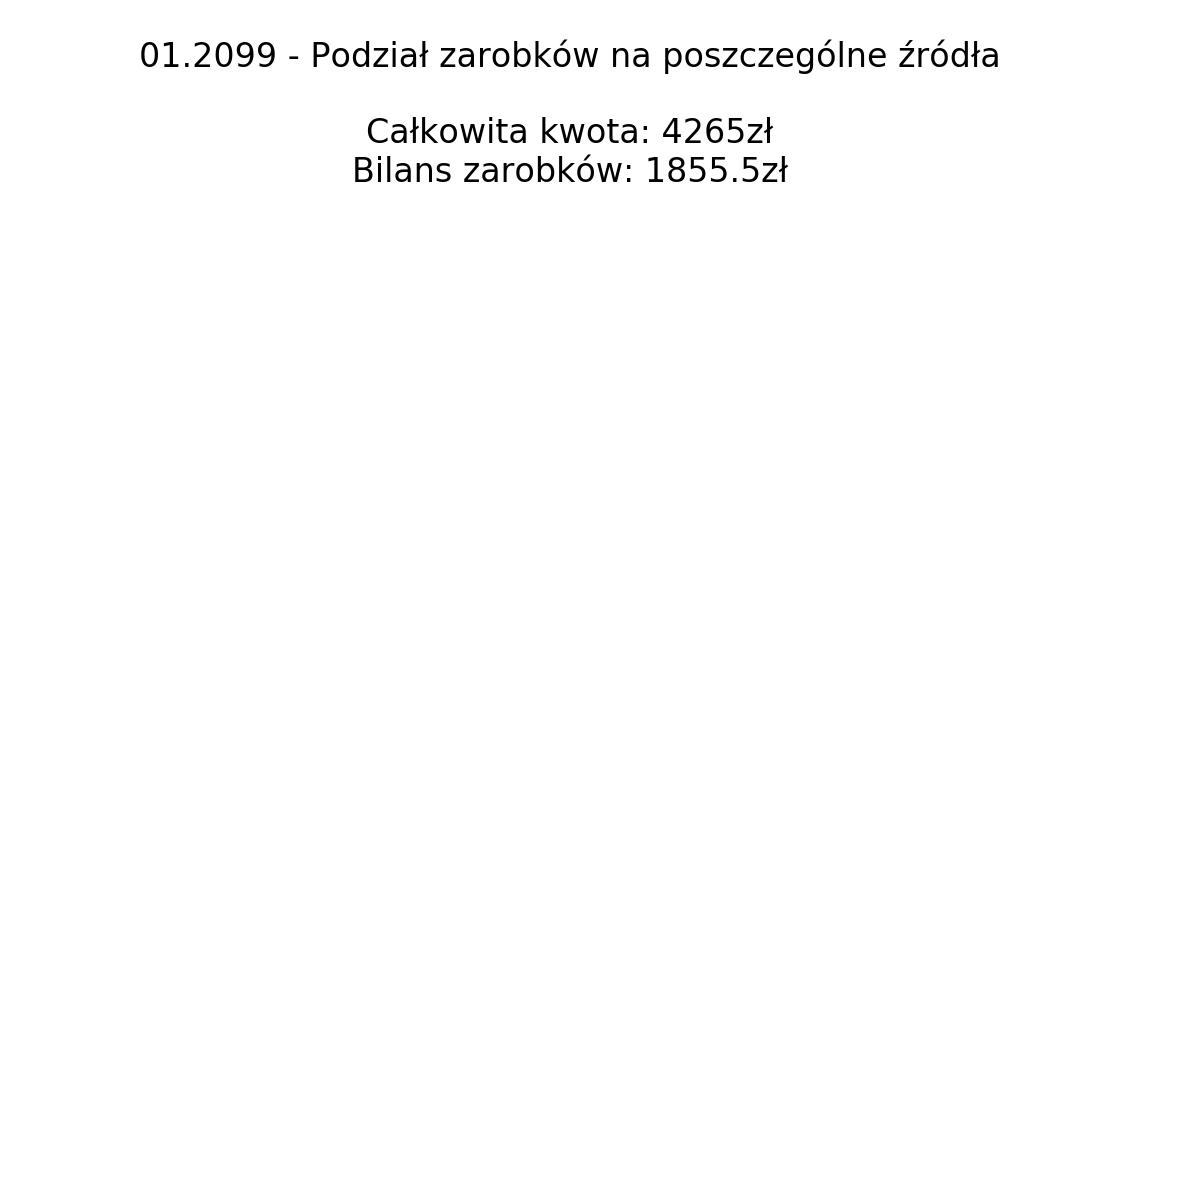 01.2099 - Podział zarobków na poszczególne źródła
Całkowita kwota: 4265zł
Bilans zarobków: 1855.5zł